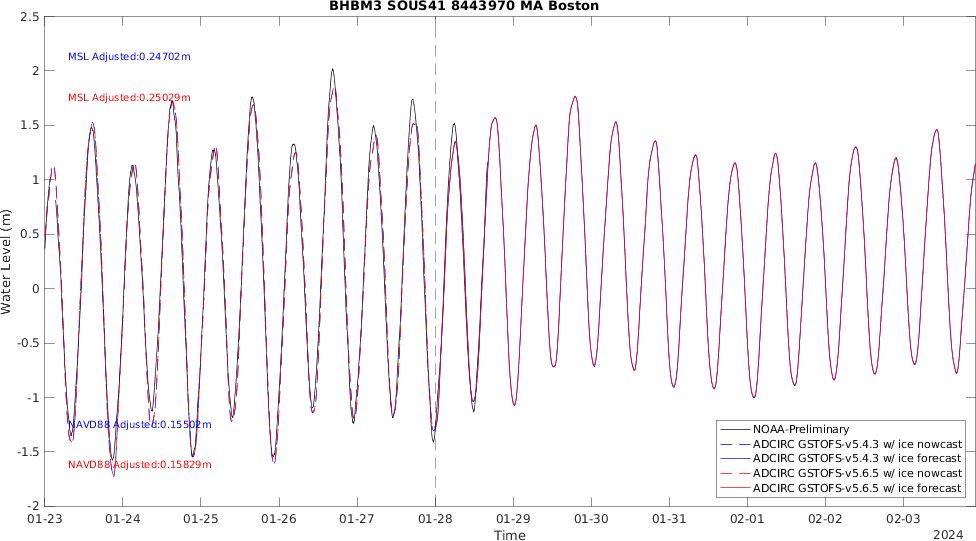 BHBM3 SOUS41 8443970 MA Boston
2.5
2
1.5
1
0.5
0
-0.5
-1
-1.5
-2
Water Level (m)
MSL Adjusted:0.24702m
MSL Adjusted:0.25029m
NAVD88 Adjusted:0.15502m
NAVD88 Adjusted:0.15829m
NOAA-Preliminary
ADCIRC GSTOFS-v5.4.3 w/ ice nowcast
ADCIRC GSTOFS-v5.4.3 w/ ice forecast
ADCIRC GSTOFS-v5.6.5 w/ ice nowcast
ADCIRC GSTOFS-v5.6.5 w/ ice forecast
01-23 01-24 01-25 01-26 01-27 01-28 01-29 01-30 01-31 02-01 02-02 02-03
Time
2024